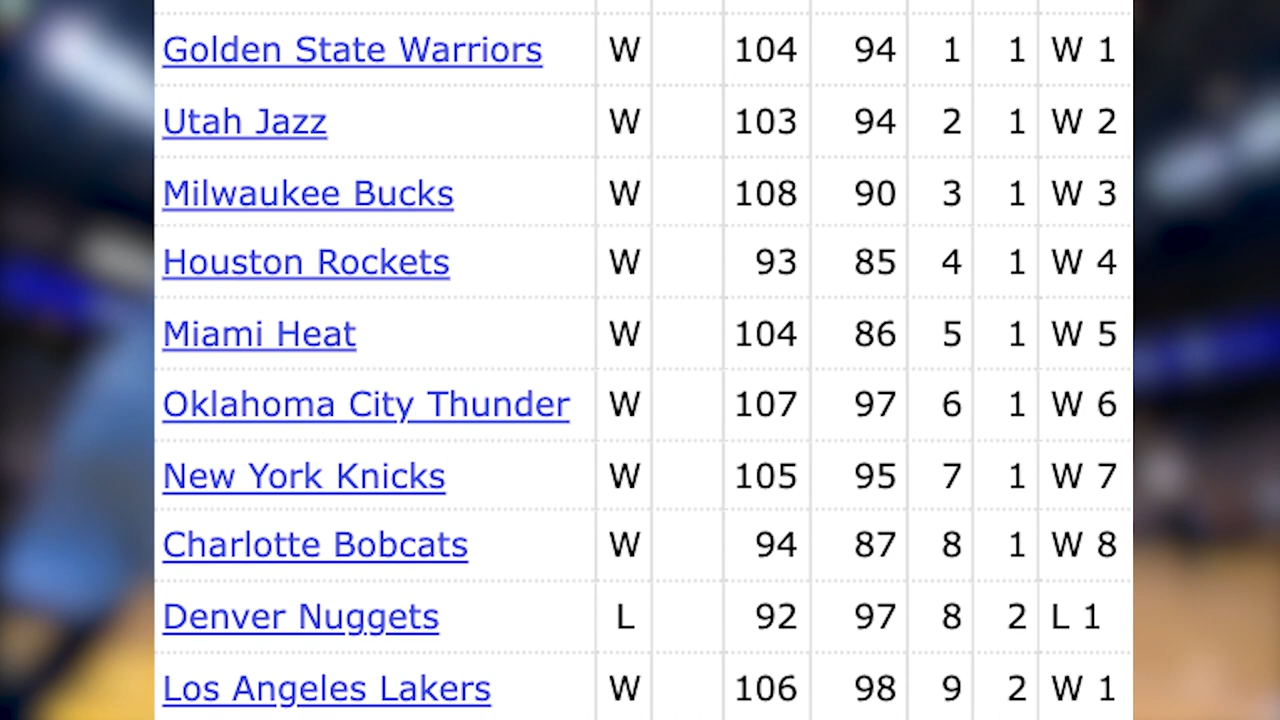 Golden State Warriors W 104 94 1 1 W 1
Utah Jazz W 103 94 2 1 W 2
Milwaukee Bucks W 108 90 3 1 W 3
Houston Rockets W 93 85 4 1 W 4
Miami Heat W 104 86 5 1 W 5
Oklahoma City Thunder W 107 97 6 1 W 6
New York Knicks W 105 95 7 1 W 7
Charlotte Bobcats W 94 87 8 1 W 8
Denver Nuggets L 92 97 8 2 L 1
Los Angeles Lakers W 106 98 9 2 W 1